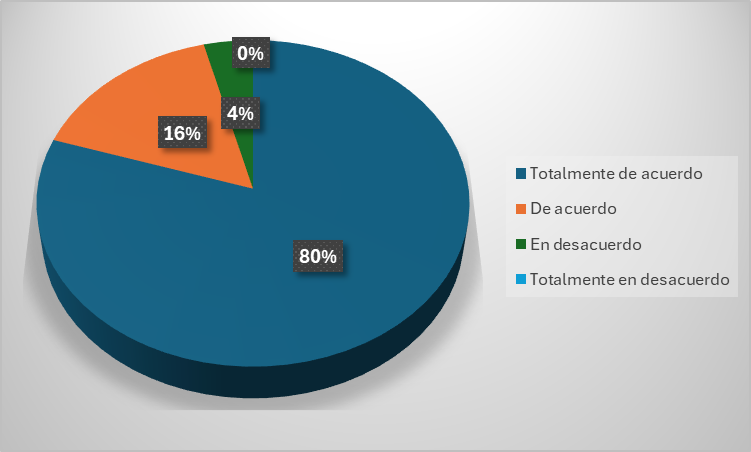 0%
4%
16%
80%
Totalmente de acuerdo
De acuerdo
En desacuerdo
Totalmente en desacuerdo